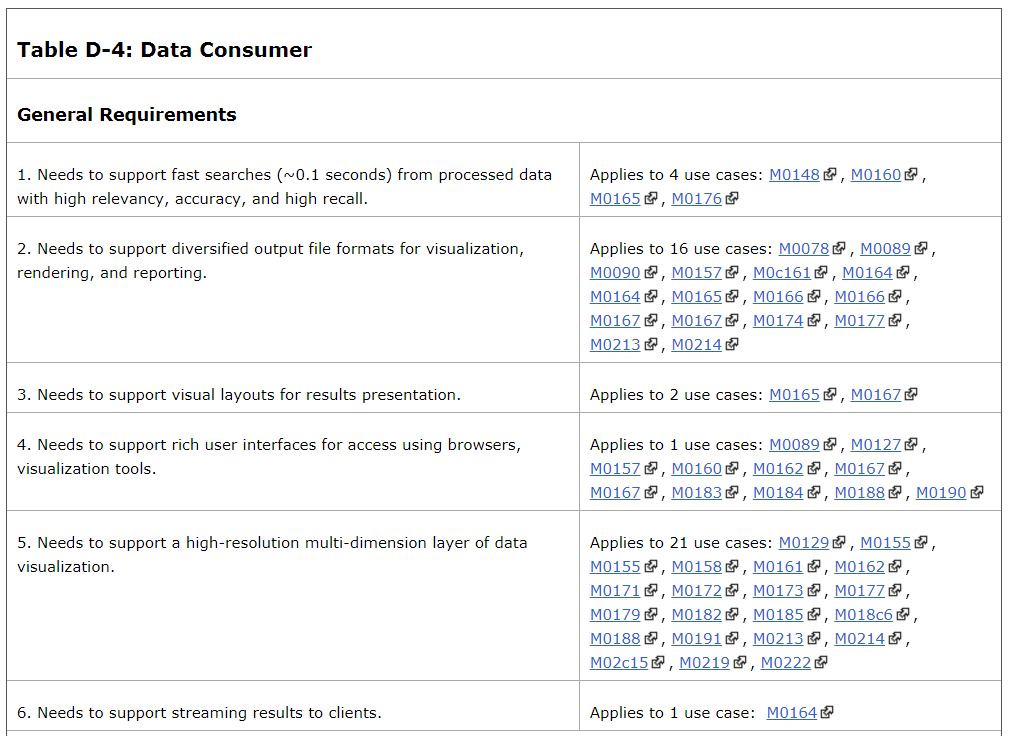 Table D-4: Data Consumer
General Requirements
1. Needs to support fast searches (~0.1 seconds) from processed data
with high relevancy, accuracy, and high recall.
Applies to 4 use cases: M0148 , M0160 ,
M0165 , M0176
2. Needs to support diversified output file formats for visualization,
rendering, and reporting.
Applies to 16 use cases: M0078 , M0089 ,
M0090 , M0157 , M0c161 , M0164 ,
M0164 , M0165 , M0166 , M0166 ,
M0167 , M0167 , M0174 , M0177 ,
M0213 , M0214
3. Needs to support visual layouts for results presentation.
Applies to 2 use cases: M0165 , M0167
4. Needs to support rich user interfaces for access using browsers,
visualization tools.
Applies to 1 use cases: M0089 , M0127 ,
M0157 , M0160 , M0162 , M0167 ,
M0167 , M0183 , M0184 , M0188 , M0190
5. Needs to support a high-resolution multi-dimension layer of data
visualization.
Applies to 21 use cases: M0129 , M0155 ,
M0155 , M0158 , M0161 , M0162 ,
M0171 , M0172 , M0173 , M0177 ,
M0179 , M0182 , M0185 , M018c6 ,
M0188 , M0191 , M0213 , M0214 ,
M02c15 , M0219 , M0222
6. Needs to support streaming results to clients.
Applies to 1 use case: M0164